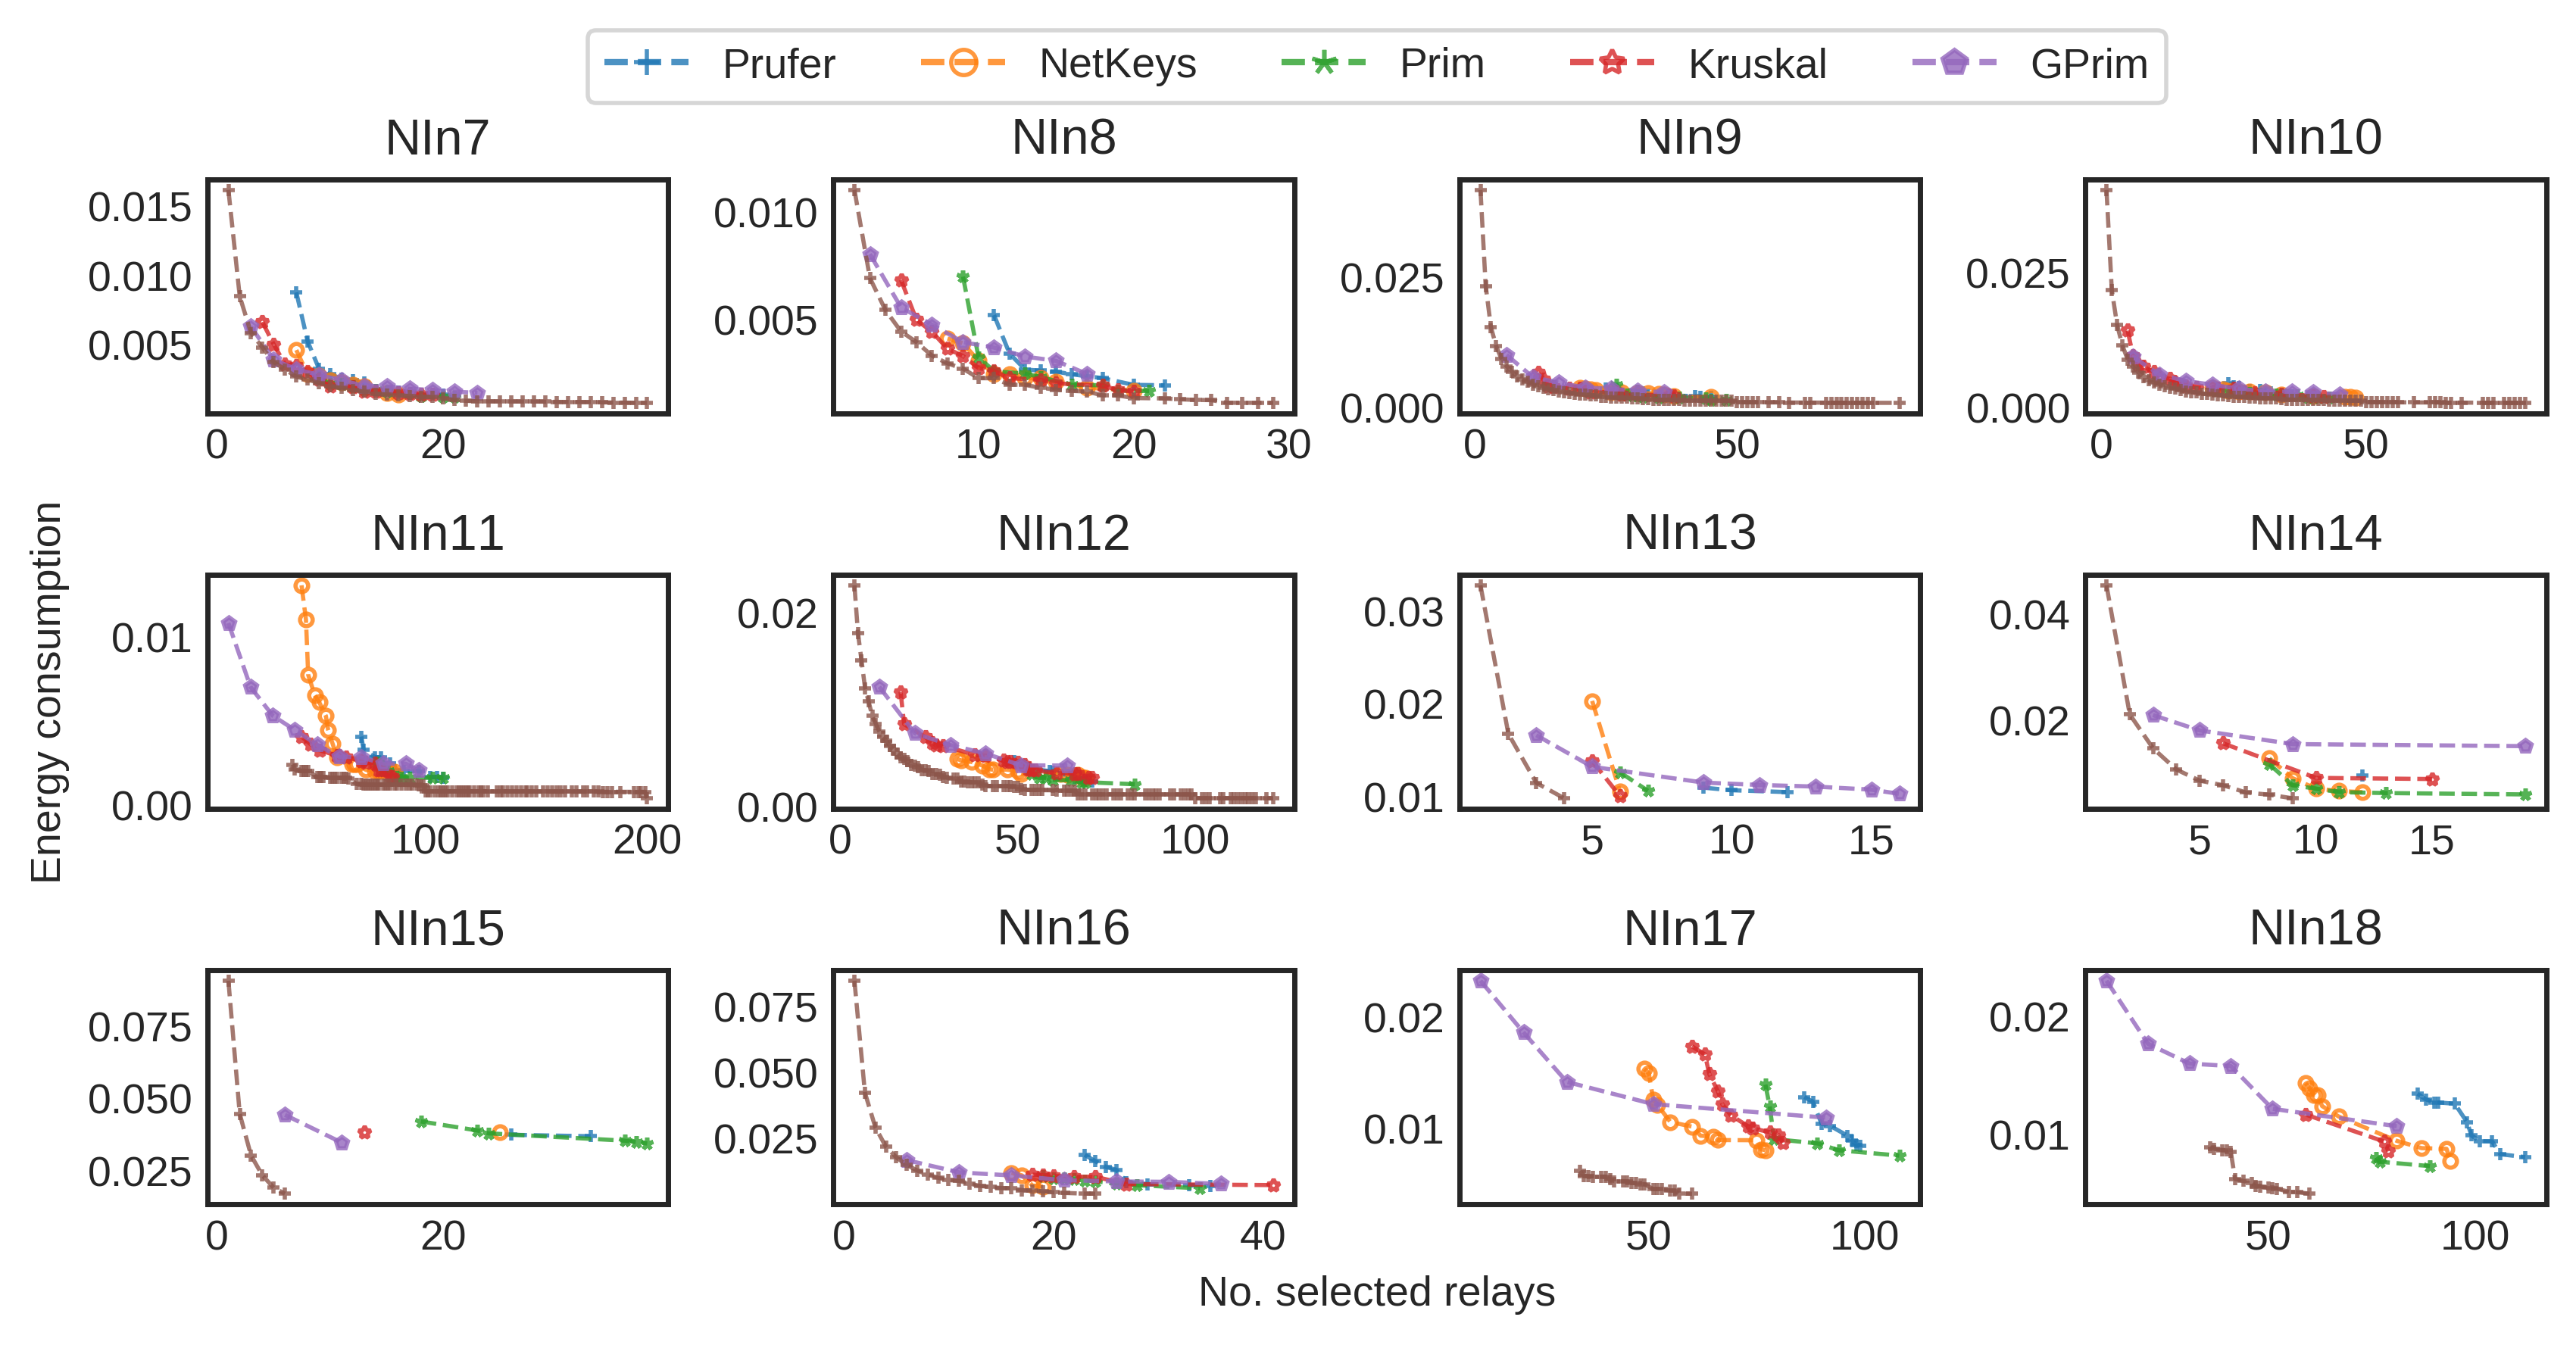 Prufer NetKeys Prim Kruskal GPrim
NIn7 NIn8 NIn9 NIn10
0.015 0.010 0.005 0 20
0.010 0.005 10 20 30
0.025 0.000 0 50
0.025 0.000 0 50
Energy consumption
NIn11 NIn12 NIn13 NIn14
0.01 0.00 100 200
0.02 0.00 0 50 100
0.03 0.02 0.01 5 10 15
0.04 0.02 5 10 15
NIn15 NIn16 NIn17 NIn18
0.075 0.050 0.025 0 20
0.075 0.050 0.025 0 20 40
0.02 0.01 50 100
0.02 0.01 50 100
No. selected relays